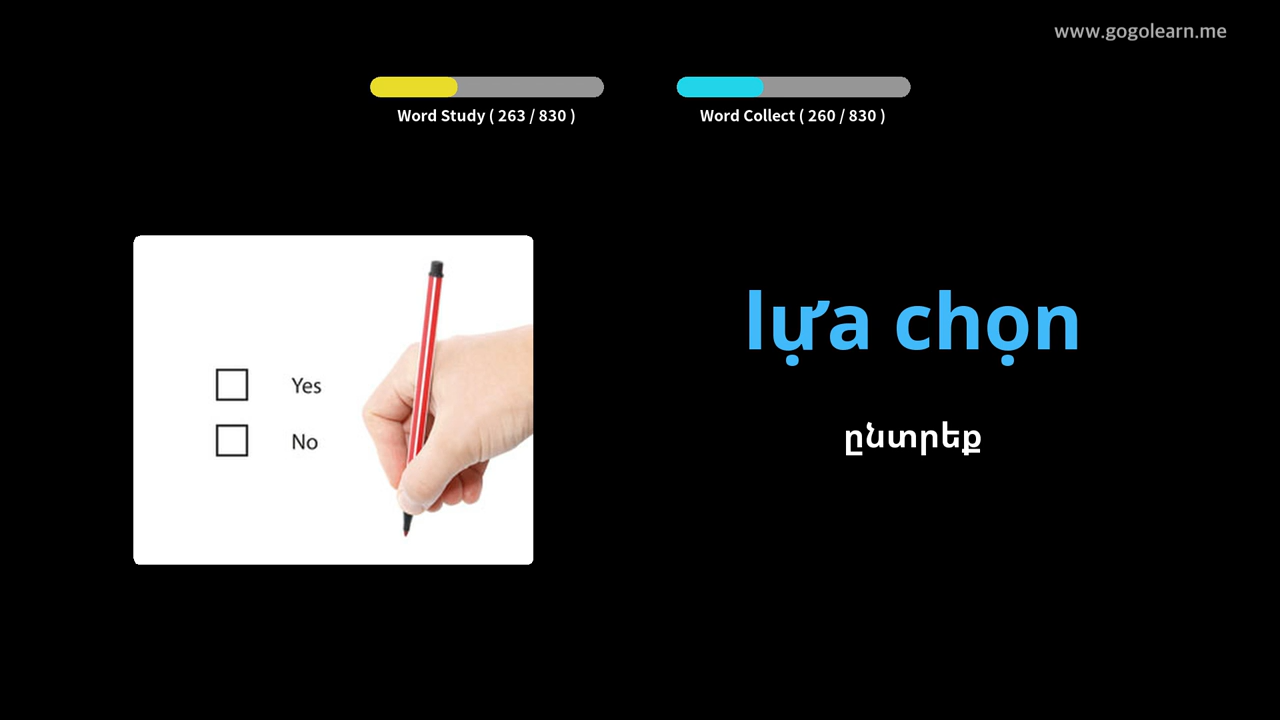 www.gogolearn.me
Word Study ( 263 / 830 )
Word Collect ( 260 / 830 )
Yes
No
lựa chọn
ընտրեք